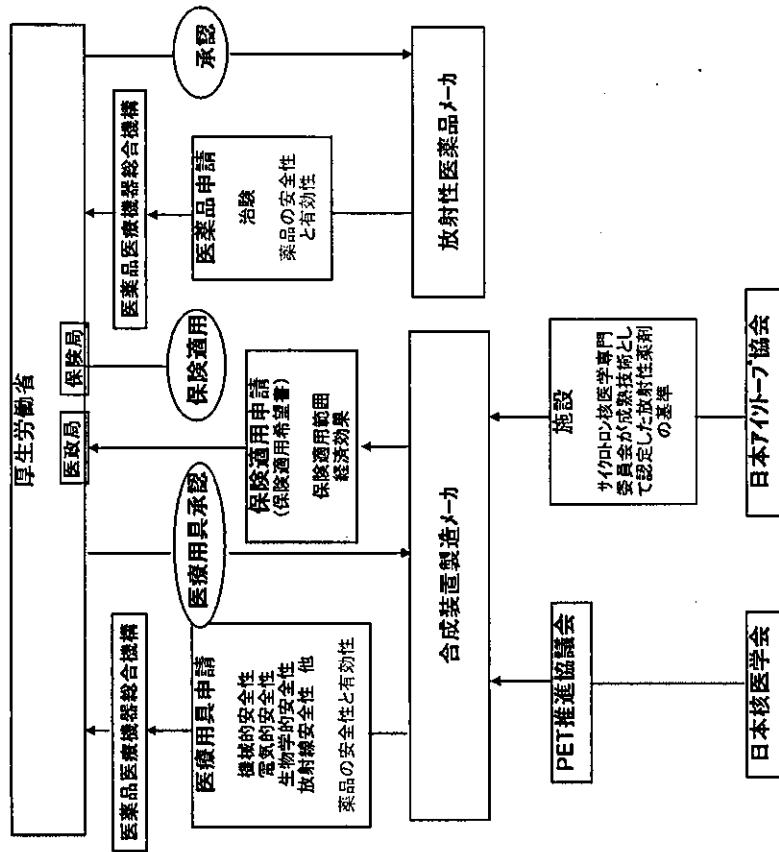 厚生労働省
医政局
保険局
医薬品医療機器総合機構
医療用具承認
保険適用
医薬品医療機器総合機構
承認
医療用具申請
機械的安全性
電気的安全性
生物学的安全性
放射線安全性 他
薬品の安全性と有効性
保険適用申請
(保険適用希望書)
保険適用範囲
経済効果
医薬品申請
治験
薬品の安全性
と有効性
合成装置製造メーカ
放射性医薬品メーカ
PET推進協議会
施設
サイクロトロン核医学専門
委員会が成熟技術とし
て認定した放射性薬剤
の基準
日本核医学会
日本アイソトープ協会